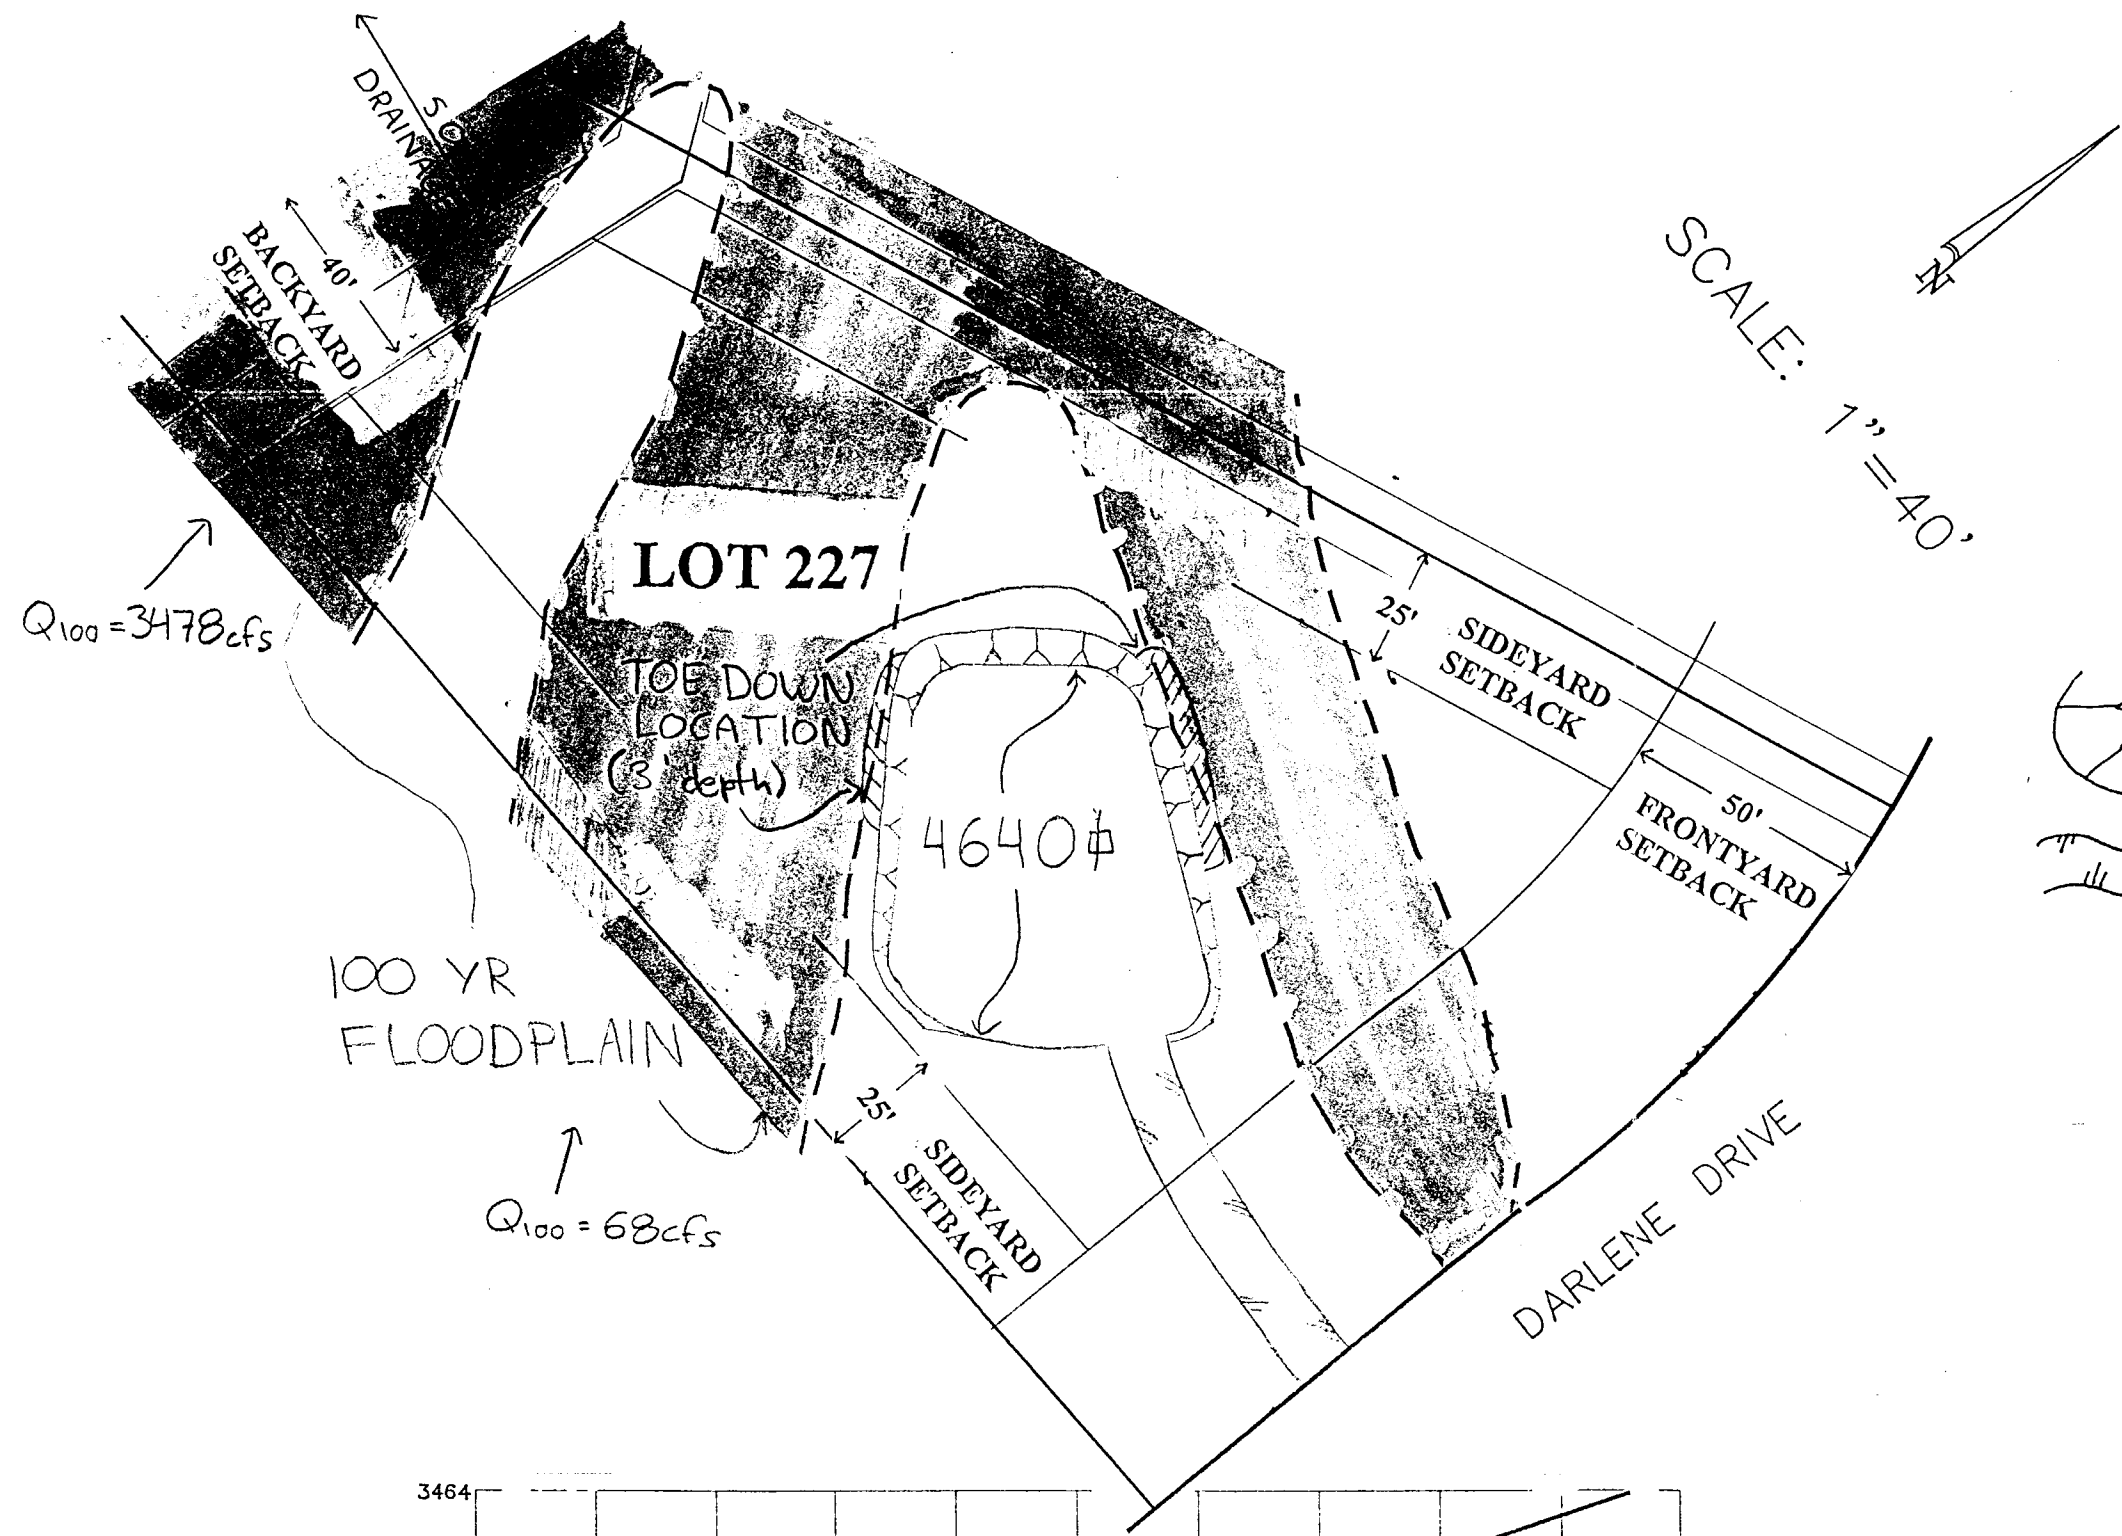 50'
DRAINAGE
BACKYARD
SETBACK
40'
SCALE: 1"=40'
N
LOT 227
Q100 = 3478cfs
TOE DOWN
LOCATION
(3' depth)
25'
SIDEYARD
SETBACK
50'
FRONTYARD
SETBACK
4640
100 YR
FLOODPLAIN
Q100 = 68cfs
25'
SIDEYARD
SETBACK
DARLENE DRIVE
3464